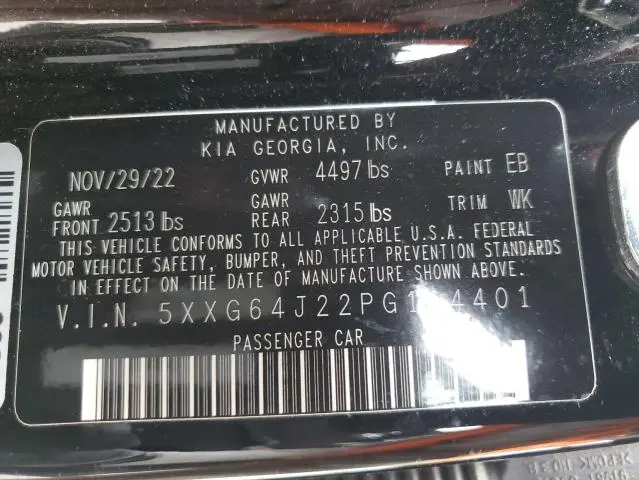 MANUFACTURED BY
KIA GEORGIA, INC.
NOV/29/22 GVWR 4497 lbs PAINT EB
GAWR FRONT 2513 lbs GAWR REAR 2315 lbs TRIM WK
THIS VEHICLE CONFORMS TO ALL APPLICABLE U.S.A. FEDERAL
MOTOR VEHICLE SAFETY, BUMPER, AND THEFT PREVENTION STANDARDS
IN EFFECT ON THE DATE OF MANUFACTURE SHOWN ABOVE.
V.I.N.
PASSENGER CAR